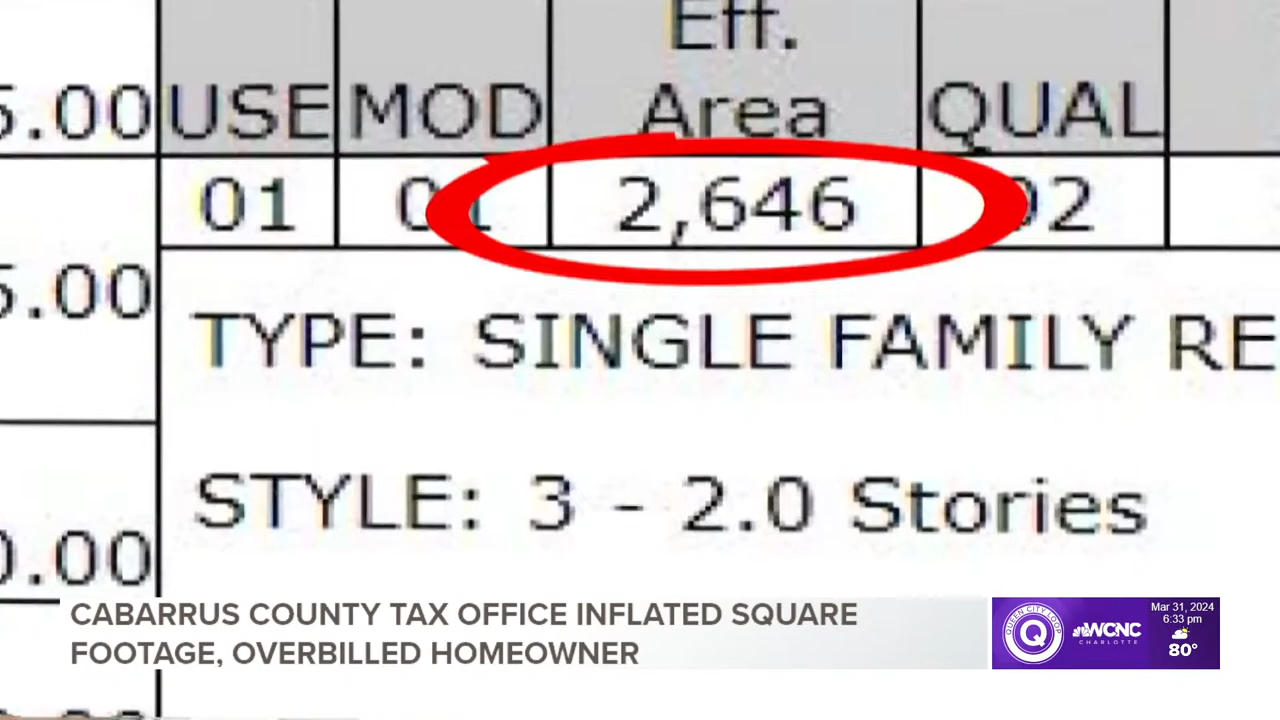 Eff.
5.00 USE MOD Area QUAL
01 01 2,646 02
5.00
TYPE: SINGLE FAMILY RE
STYLE: 3 - 2.0 Stories
0.00
CABARRUS COUNTY TAX OFFICE INFLATED SQUARE
FOOTAGE, OVERBILLED HOMEOWNER
QUEEN CITY LOOP
Q
WCNC
CHARLOTTE
Mar 31, 2024
6:33 pm
80°